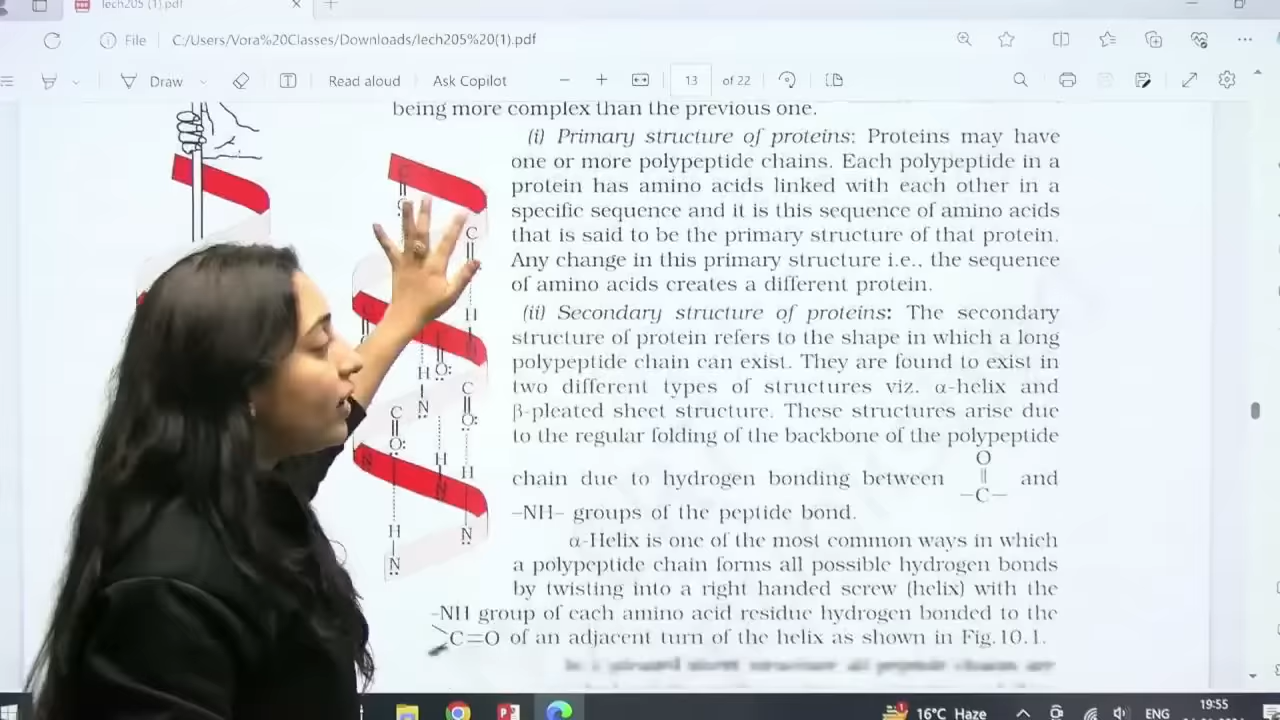 lech205 (1).pdf
File
C:/Users/Vora%20Classes/Downloads/lech205%20(1).pdf
Draw
Read aloud
Ask Copilot
13 of 22
being more complex than the previous one.
(i) Primary structure of proteins: Proteins may have
one or more polypeptide chains. Each polypeptide in a
protein has amino acids linked with each other in a
specific sequence and it is this sequence of amino acids
that is said to be the primary structure of that protein.
Any change in this primary structure i.e., the sequence
of amino acids creates a different protein.
(ii) Secondary structure of proteins: The secondary
structure of protein refers to the shape in which a long
polypeptide chain can exist. They are found to exist in
two different types of structures viz. α-helix and
β-pleated sheet structure. These structures arise due
to the regular folding of the backbone of the polypeptide
O
||
chain due to hydrogen bonding between –C– and
–NH– groups of the peptide bond.
α-Helix is one of the most common ways in which
a polypeptide chain forms all possible hydrogen bonds
by twisting into a right handed screw (helix) with the
–NH group of each amino acid residue hydrogen bonded to the
C=O of an adjacent turn of the helix as shown in Fig.10.1.
C
H
H
O:
N
C
C
O:
O:
H
N
H
H
N
N
16°C Haze
ENG
19:55